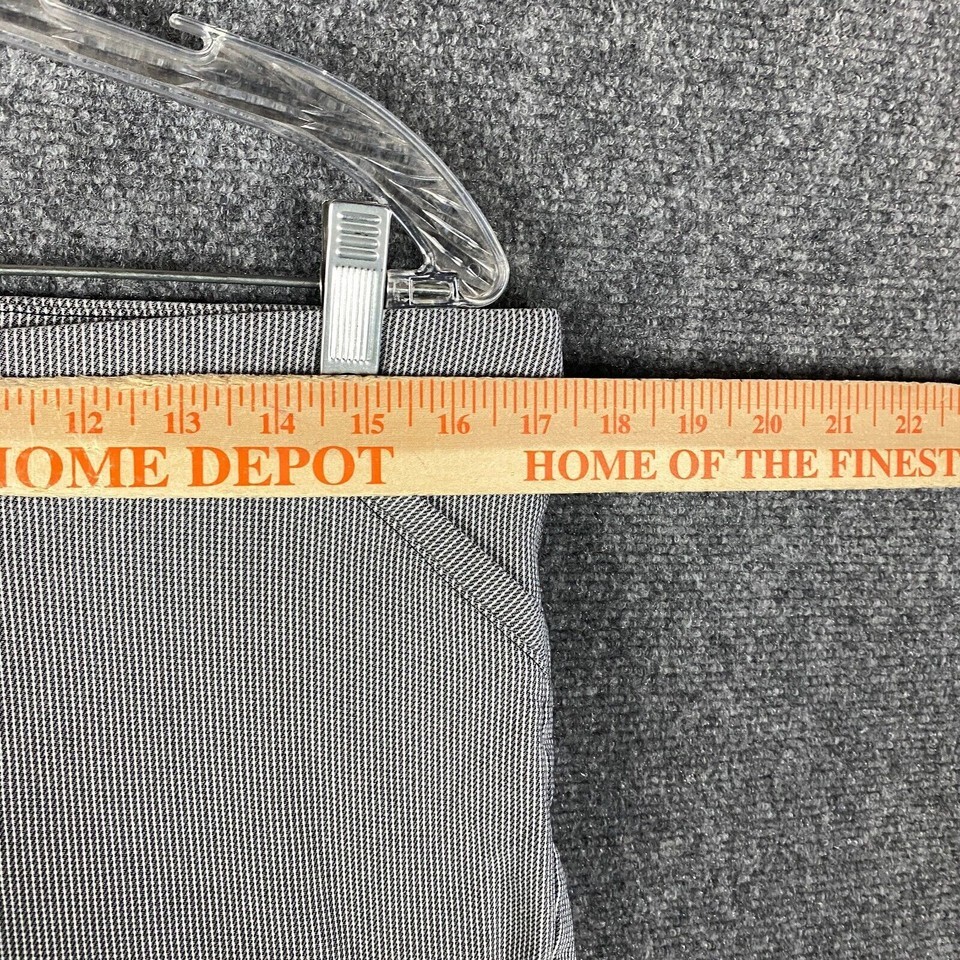 12 13 14 15 16 17 18 19 20 21 22
HOME DEPOT HOME OF THE FINEST